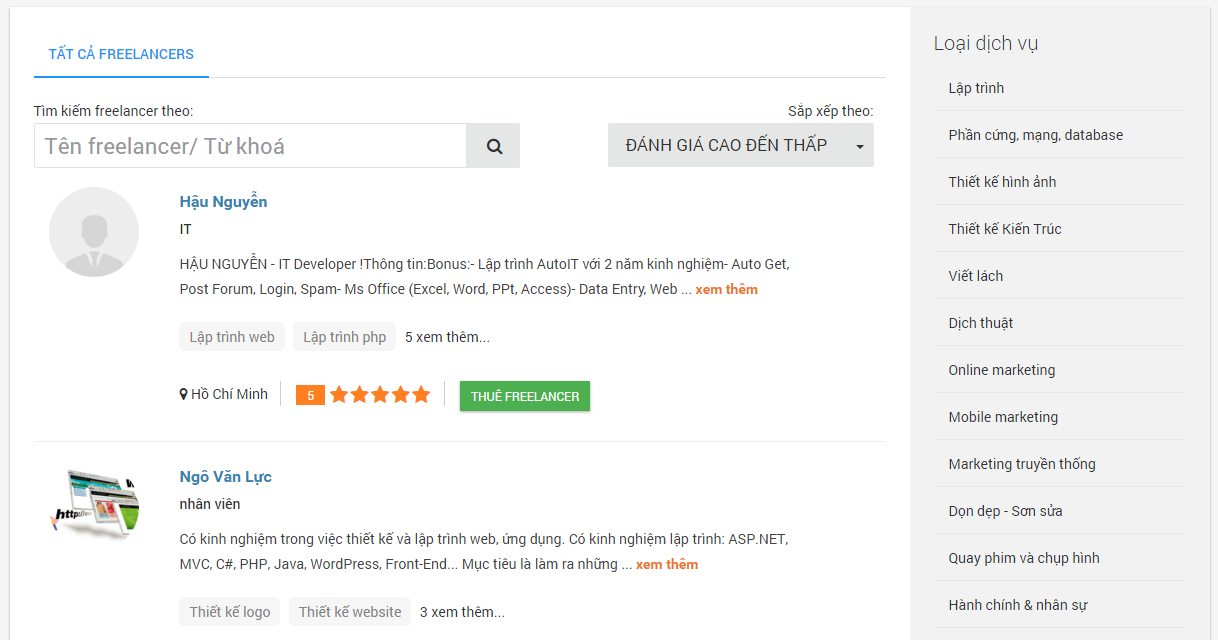 TẤT CẢ FREELANCERS
Tìm kiếm freelancer theo:
Sắp xếp theo:
Tên freelancer/ Từ khoá
ĐÁNH GIÁ CAO ĐẾN THẤP
Hậu Nguyễn
IT
HẬU NGUYỄN - IT Developer !Thông tin:Bonus:- Lập trình AutoIT với 2 năm kinh nghiệm- Auto Get,
Post Forum, Login, Spam- Ms Office (Excel, Word, PPt, Access)- Data Entry, Web ... xem thêm
Lập trình web
Lập trình php
5 xem thêm...
Hồ Chí Minh
5
THUÊ FREELANCER
http://
Ngô Văn Lực
nhân viên
Có kinh nghiệm trong việc thiết kế và lập trình web, ứng dụng. Có kinh nghiệm lập trình: ASP.NET,
MVC, C#, PHP, Java, WordPress, Front-End... Mục tiêu là làm ra những ... xem thêm
Thiết kế logo
Thiết kế website
3 xem thêm...
Loại dịch vụ
Lập trình
Phần cứng, mạng, database
Thiết kế hình ảnh
Thiết kế Kiến Trúc
Viết lách
Dịch thuật
Online marketing
Mobile marketing
Marketing truyền thống
Dọn dẹp - Sơn sửa
Quay phim và chụp hình
Hành chính & nhân sự